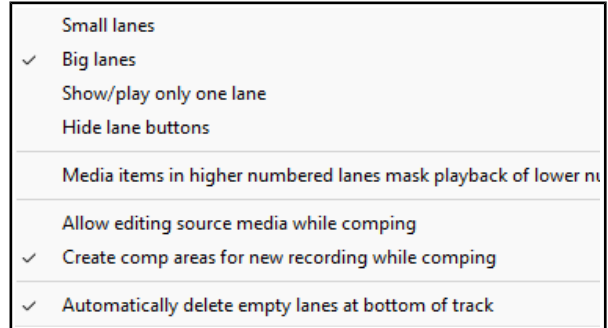 Small lanes
Big lanes
Show/play only one lane
Hide lane buttons
Media items in higher numbered lanes mask playback of lower
Allow editing source media while comping
Create comp areas for new recording while comping
Automatically delete empty lanes at bottom of track